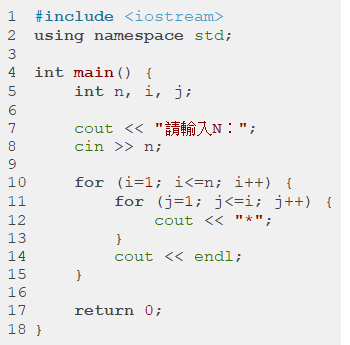 1 #include <iostream>
2 using namespace std;
3
4 int main() {
5     int n, i, j;
6
7     cout << "請輸入N：";
8     cin >> n;
9
10     for (i=1; i<=n; i++) {
11         for (j=1; j<=i; j++) {
12             cout << "*";
13         }
14         cout << endl;
15     }
16
17     return 0;
18 }